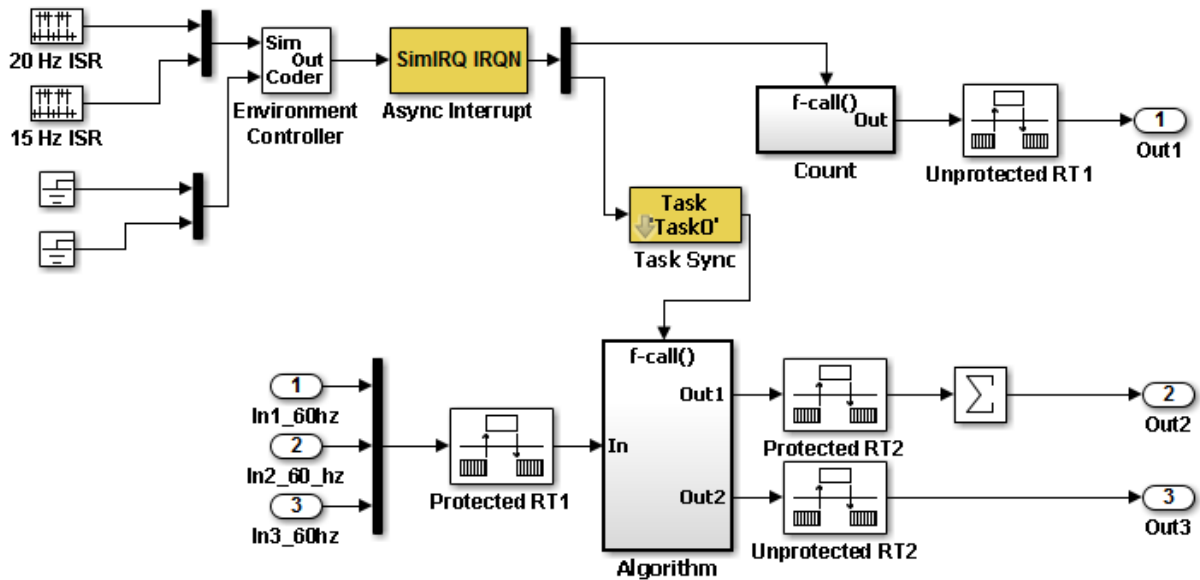 20 Hz ISR
15 Hz ISR
Sim
Out
Coder
Environment
Controller
SimIRQ IRQN
Async Interrupt
f-call()
Out
Count
Unprotected RT1
1
Out1
Task
'Task0'
Task Sync
1
In1_60hz
2
In2_60_hz
3
In3_60hz
Protected RT1
f-call()
In
Out1
Out2
Algorithm
Protected RT2
Σ
2
Out2
Unprotected RT2
3
Out3